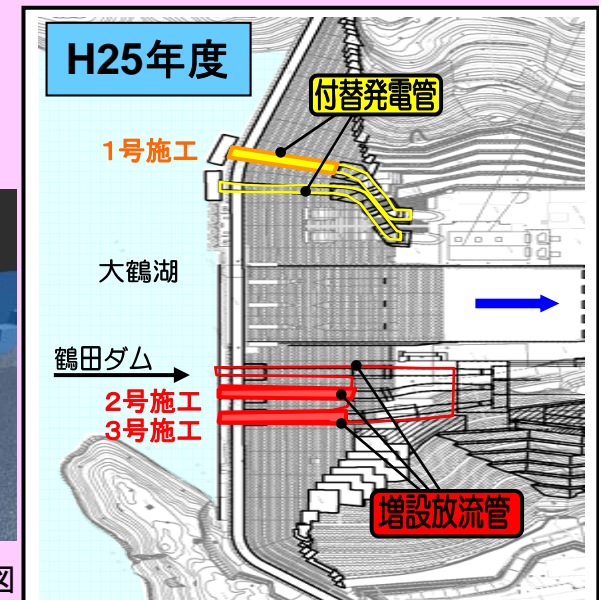 H25年度
付替発電管
1号施工
大鶴湖
鶴田ダム
2号施工
3号施工
増設放流管
図